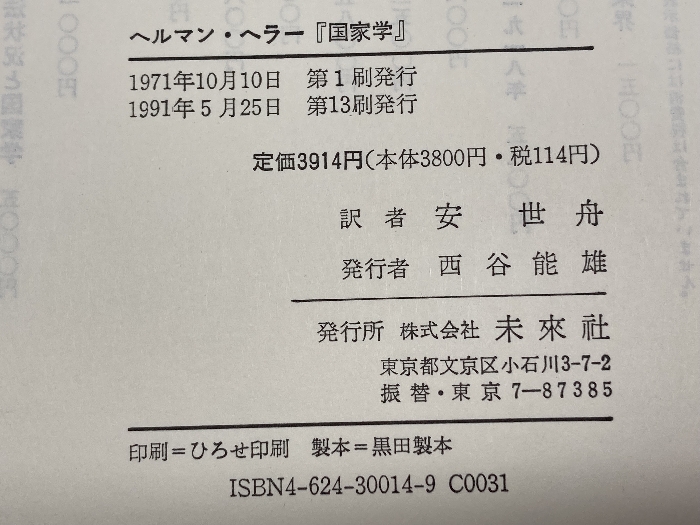 ヘルマン・ヘラー『国家学』
1971年10月10日 第1刷発行
1991年5月25日 第13刷発行
定価3914円(本体3800円・税114円)
訳者 安世舟
発行者 西谷能雄
発行所 株式会社 未來社
東京都文京区小石川3-7-2
振替・東京7—87385
印刷=ひろせ印刷 製本=黒田製本
ISBN4-624-30014-9 C0031